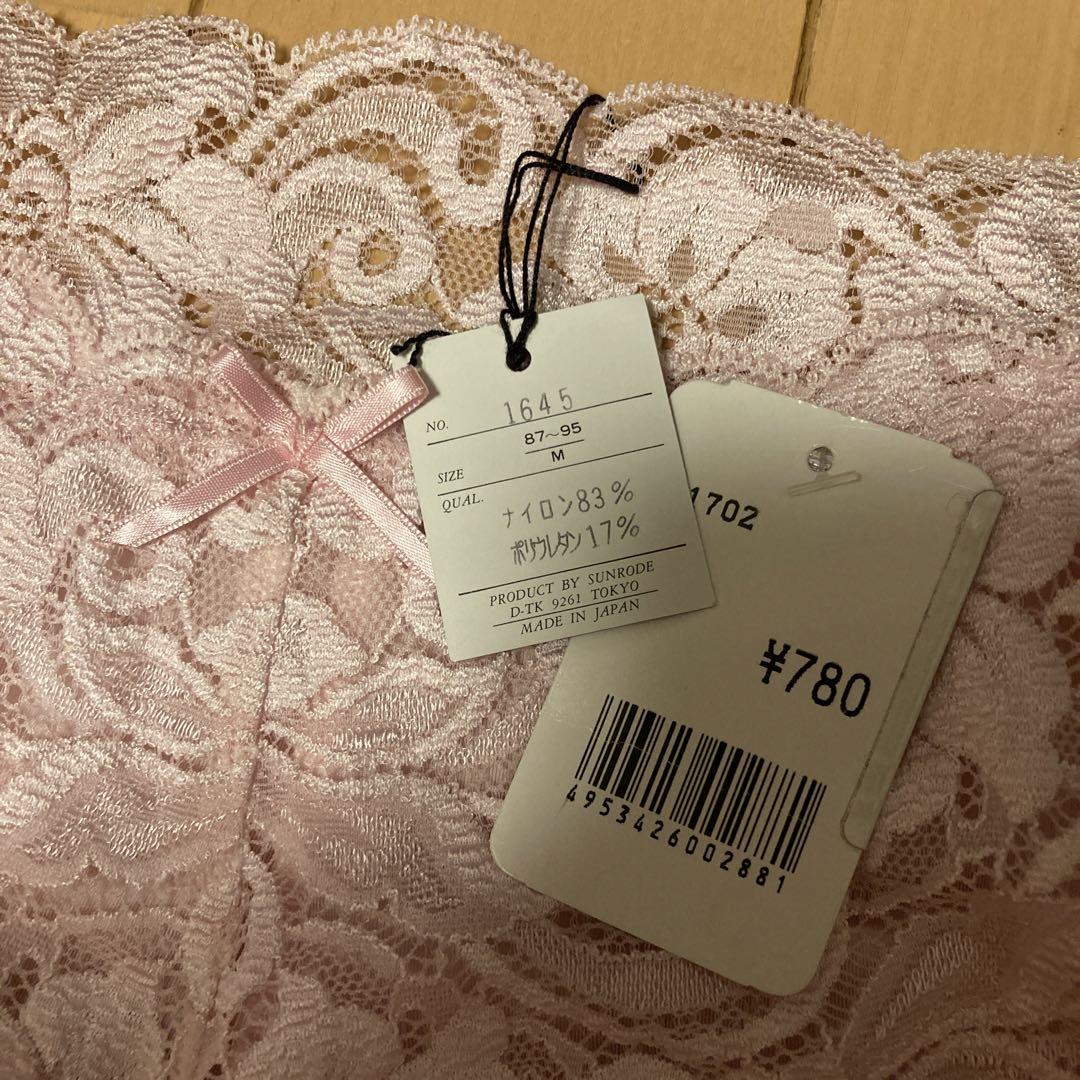 NO. 1645
87～95
SIZE M
QUAL.
ナイロン83%
ポリウレタン17%
PRODUCT BY SUNRODE
D-TK 9261 TOKYO
MADE IN JAPAN
1702
¥780
4953426002881